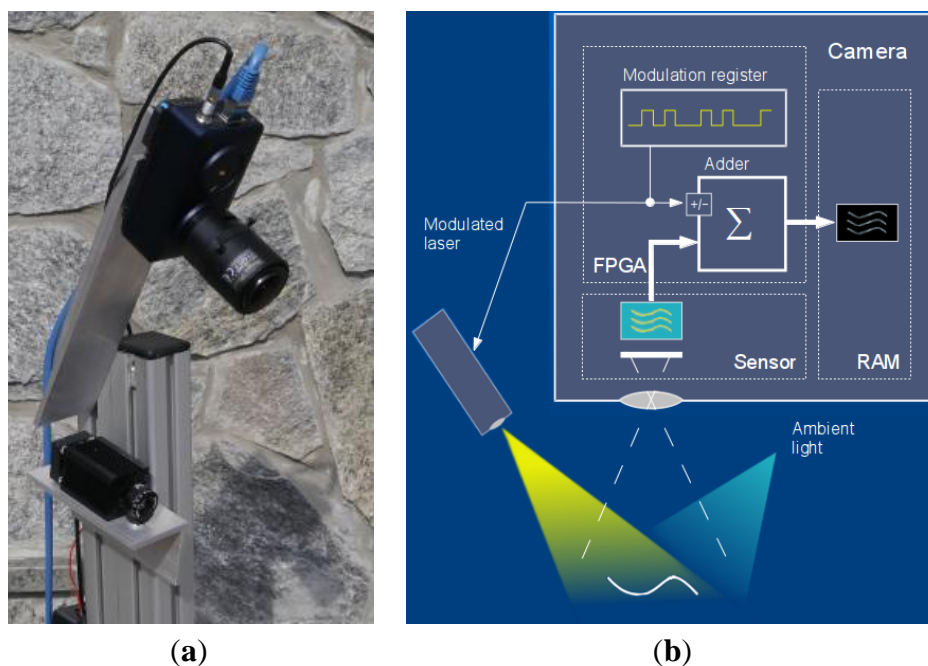 Camera
Modulation register
Adder
+/−
Σ
Modulated
laser
FPGA
Sensor
RAM
Ambient
light
(a)
(b)